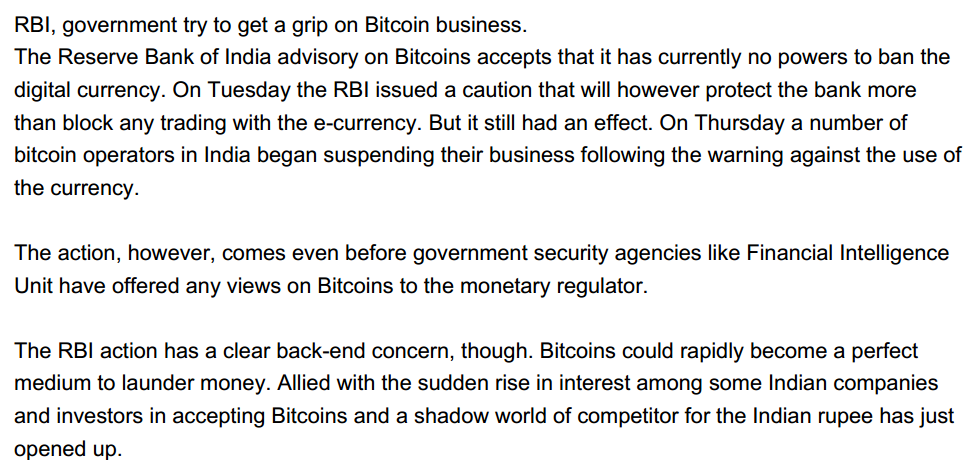 RBI, government try to get a grip on Bitcoin business.
The Reserve Bank of India advisory on Bitcoins accepts that it has currently no powers to ban the
digital currency. On Tuesday the RBI issued a caution that will however protect the bank more
than block any trading with the e-currency. But it still had an effect. On Thursday a number of
bitcoin operators in India began suspending their business following the warning against the use of
the currency.
The action, however, comes even before government security agencies like Financial Intelligence
Unit have offered any views on Bitcoins to the monetary regulator.
The RBI action has a clear back-end concern, though. Bitcoins could rapidly become a perfect
medium to launder money. Allied with the sudden rise in interest among some Indian companies
and investors in accepting Bitcoins and a shadow world of competitor for the Indian rupee has just
opened up.